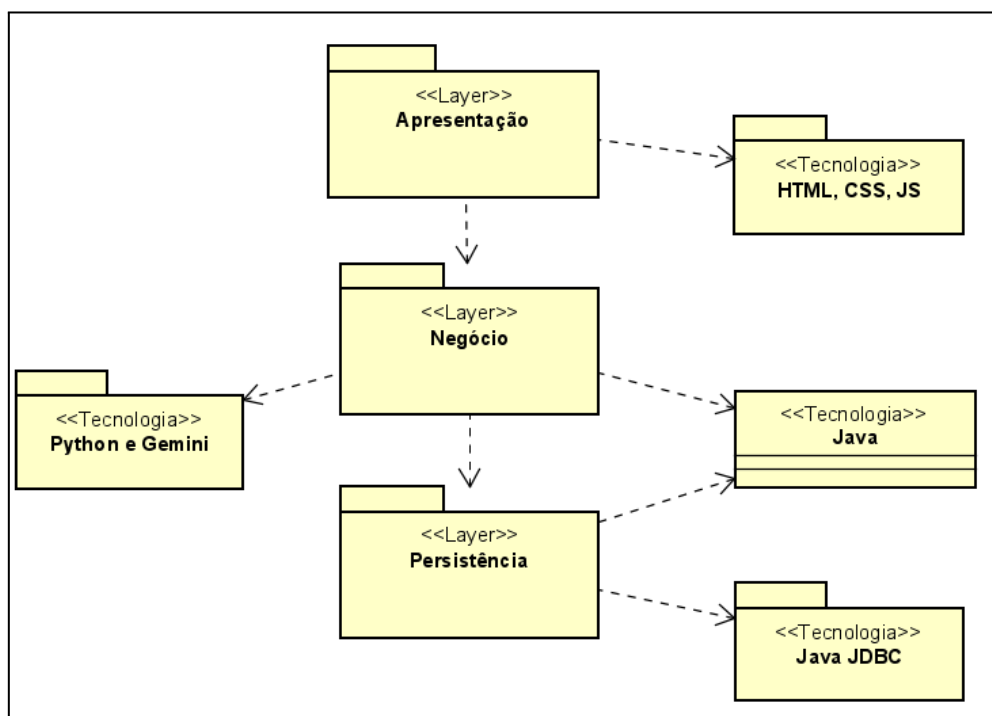 <<Layer>>
Apresentação
<<Tecnologia>>
HTML, CSS, JS
<<Layer>>
Negócio
<<Tecnologia>>
Python e Gemini
<<Tecnologia>>
Java
<<Layer>>
Persistência
<<Tecnologia>>
Java JDBC